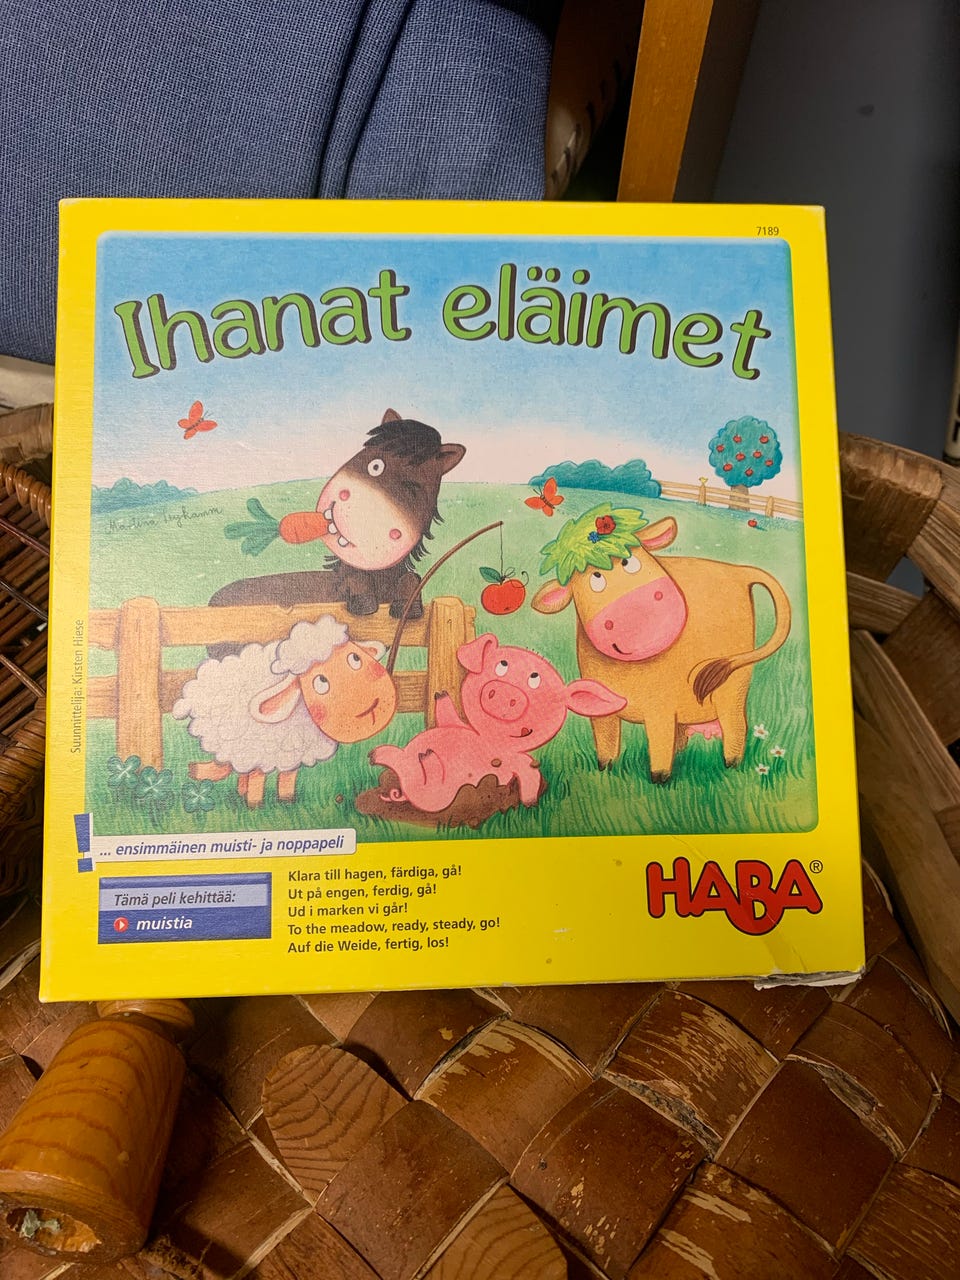 7189
Ihanat eläimet
Martina Leykamm
Suunnittelija: Kirsten Hiese
... ensimmäinen muisti- ja noppapeli
Tämä peli kehittää:
muistia
Klara till hagen, färdiga, gå!
Ut på engen, ferdig, gå!
Ud i marken vi går!
To the meadow, ready, steady, go!
Auf die Weide, fertig, los!
HABA®